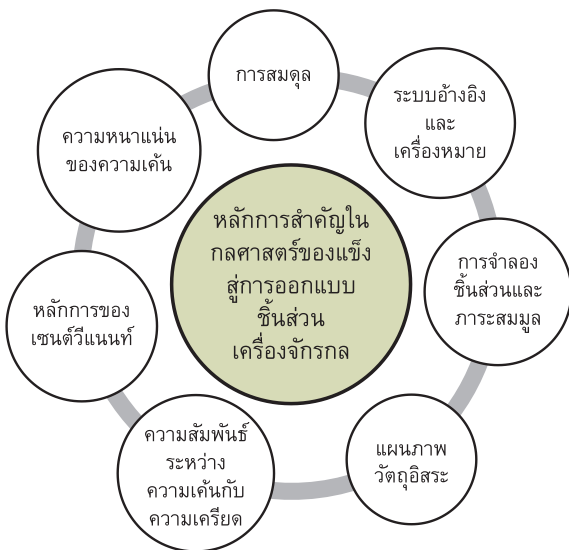 การสมดุล
ระบบอ้างอิง
และ
เครื่องหมาย
การจำลอง
ชิ้นส่วนและ
ภาระสมมูล
แผนภาพ
วัตถุอิสระ
ความสัมพันธ์
ระหว่าง
ความเค้นกับ
ความเครียด
หลักการของ
เซนต์วีแนนท์
ความหนาแน่น
ของความเค้น
หลักการสำคัญใน
กลศาสตร์ของแข็ง
สู่การออกแบบ
ชิ้นส่วน
เครื่องจักรกล